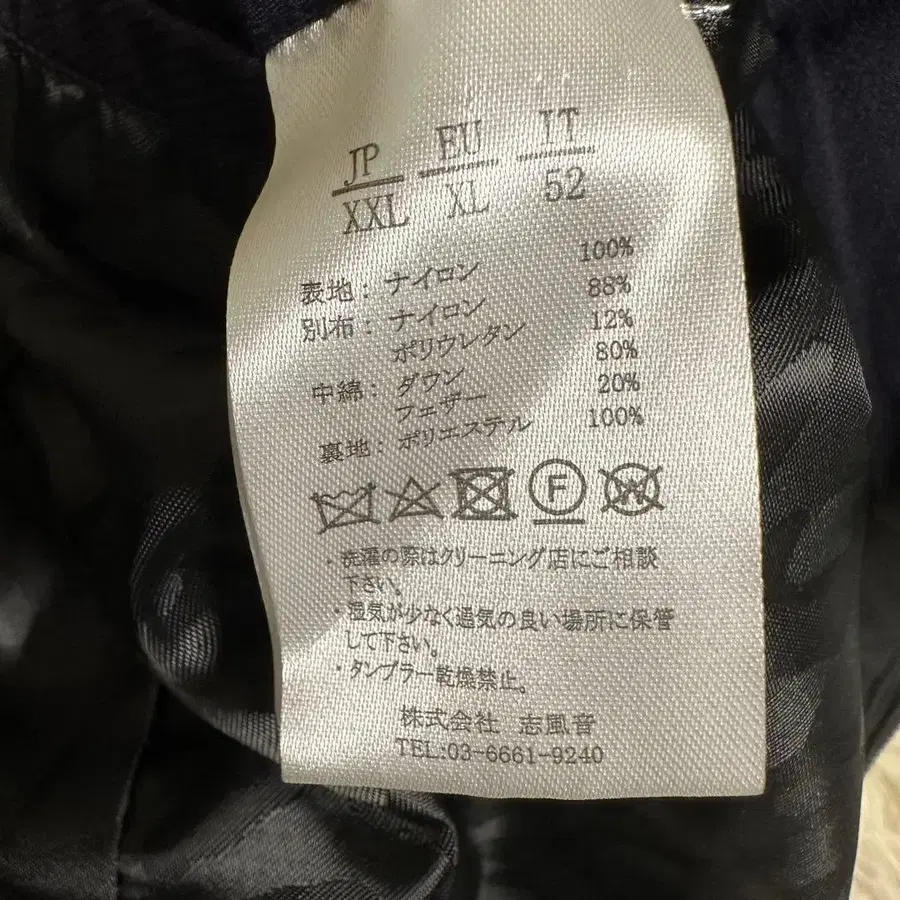 JP EU IT
XXL XL 52
表地: ナイロン 100%
別布: ナイロン 88%
ポリウレタン 12%
中綿: ダウン 80%
フェザー 20%
裏地: ポリエステル 100%
F W
・洗濯の際はクリーニング店にご相談
下さい。
・湿気が少なく通気の良い場所に保管
して下さい。
・タンブラー乾燥禁止。
株式会社 志風音
TEL:03-6661-9240